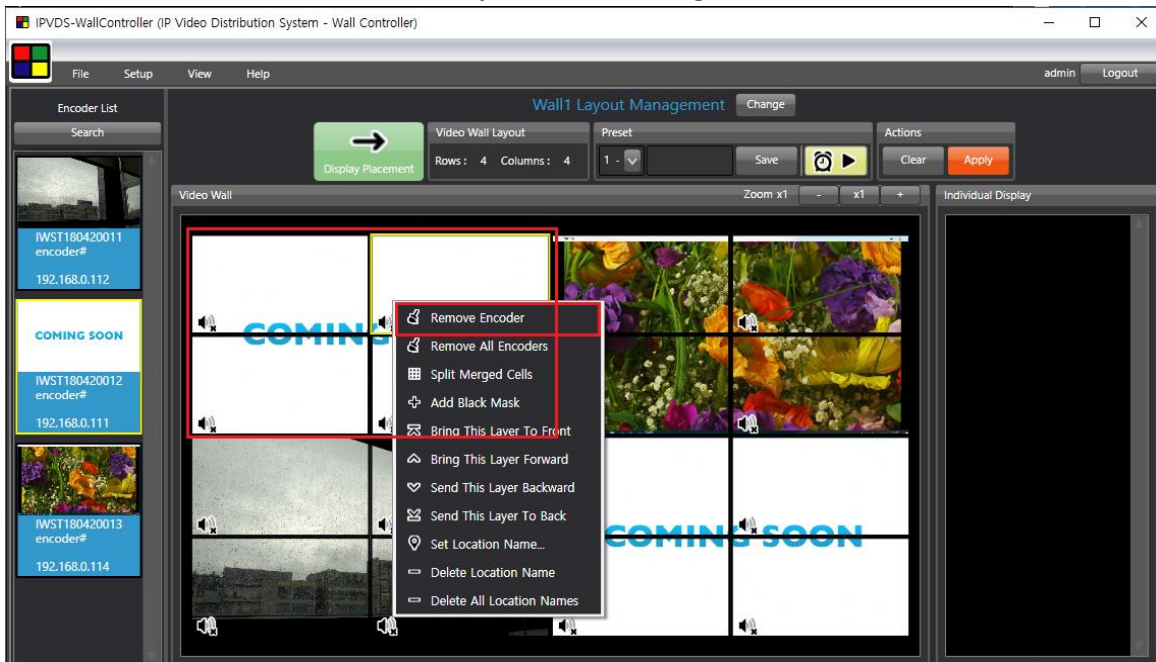 IPVDS-WallController (IP Video Distribution System - Wall Controller)
File Setup View Help
admin Logout
Encoder List
Search
IWST180420011
encoder#
192.168.0.112
COMING SOON
IWST180420012
encoder#
192.168.0.111
IWST180420013
encoder#
192.168.0.114
Wall1 Layout Management Change
Display Placement
Video Wall Layout
Rows: 4 Columns: 4
Preset
1 -
Save
Actions
Clear
Apply
Video Wall
Zoom x1 - x1 +
Individual Display
COMING
Remove Encoder
Remove All Encoders
Split Merged Cells
Add Black Mask
Bring This Layer To Front
Bring This Layer Forward
Send This Layer Backward
Send This Layer To Back
Set Location Name...
Delete Location Name
Delete All Location Names
COMING SOON